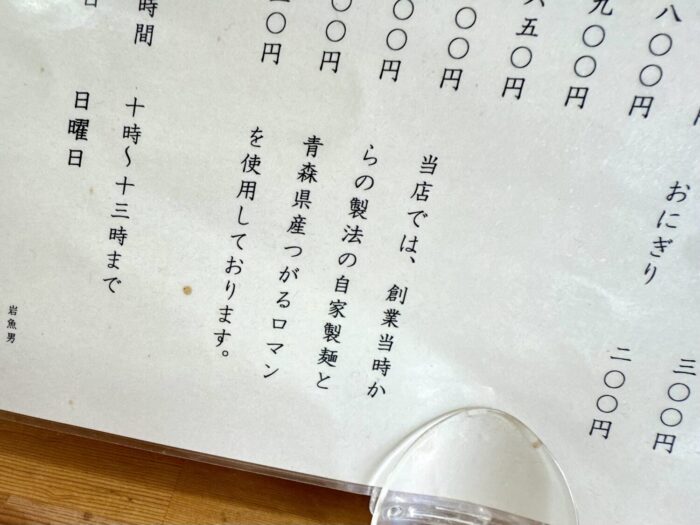 八〇〇円
九〇〇円
六五〇円
〇〇円
〇〇円
〇〇円
〇円
おにぎり
三〇〇円
二〇〇円
当店では、創業当時か
らの製法の自家製麺と
青森県産つがるロマン
を使用しております。
時間
十時〜十三時まで
日
日曜日
岩魚男